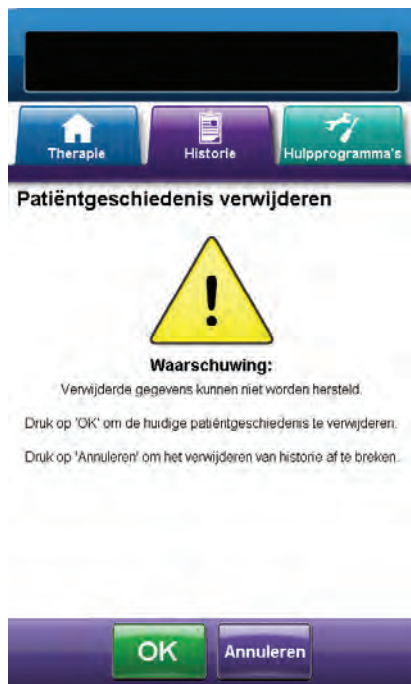 Therapie Historie Hulpprogramma's
Patiëntgeschiedenis verwijderen
!
Waarschuwing:
Verwijderde gegevens kunnen niet worden hersteld.
Druk op 'OK' om de huidige patiëntgeschiedenis te verwijderen.
Druk op 'Annuleren' om het verwijderen van historie af te breken.
OK Annuleren